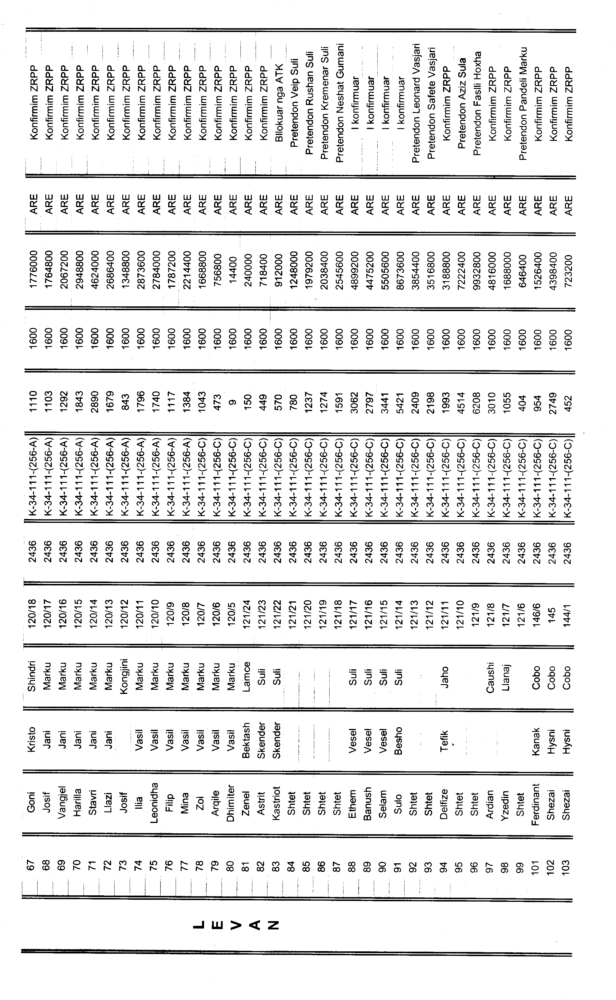 LEVAN
67 Goni Kristo Shindri 120/18 2436 K-34-111-(256-A) 1110 1600 1776000 ARE Konfirmim ZRPP
68 Josif Jani Marku 120/17 2436 K-34-111-(256-A) 1103 1600 1764800 ARE Konfirmim ZRPP
69 Vangjel Jani Marku 120/16 2436 K-34-111-(256-A) 1292 1600 2067200 ARE Konfirmim ZRPP
70 Harilla Jani Marku 120/15 2436 K-34-111-(256-A) 1843 1600 2948800 ARE Konfirmim ZRPP
71 Stavri Jani Marku 120/14 2436 K-34-111-(256-A) 2890 1600 4624000 ARE Konfirmim ZRPP
72 Llazi Jani Marku 120/13 2436 K-34-111-(256-A) 1679 1600 2686400 ARE Konfirmim ZRPP
73 Josif Kongjini 120/12 2436 K-34-111-(256-A) 843 1600 1348800 ARE Konfirmim ZRPP
74 Ilia Vasil Marku 120/11 2436 K-34-111-(256-A) 1796 1600 2873600 ARE Konfirmim ZRPP
75 Leonidha Vasil Marku 120/10 2436 K-34-111-(256-A) 1740 1600 2784000 ARE Konfirmim ZRPP
76 Filip Vasil Marku 120/9 2436 K-34-111-(256-A) 1117 1600 1787200 ARE Konfirmim ZRPP
77 Mina Vasil Marku 120/8 2436 K-34-111-(256-A) 1384 1600 2214400 ARE Konfirmim ZRPP
78 Zoi Vasil Marku 120/7 2436 K-34-111-(256-C) 1043 1600 1668800 ARE Konfirmim ZRPP
79 Arqile Vasil Marku 120/6 2436 K-34-111-(256-C) 473 1600 756800 ARE Konfirmim ZRPP
80 Dhimiter Vasil Marku 120/5 2436 K-34-111-(256-C) 9 1600 14400 ARE Konfirmim ZRPP
81 Zenel Bektash Lamce 121/24 2436 K-34-111-(256-C) 150 1600 240000 ARE Konfirmim ZRPP
82 Astrit Skender Suli 121/23 2436 K-34-111-(256-C) 449 1600 718400 ARE Konfirmim ZRPP
83 Kastriot Skender Suli 121/22 2436 K-34-111-(256-C) 570 1600 912000 ARE Bllokuar nga ATK
84 Shtet 121/21 2436 K-34-111-(256-C) 780 1600 1248000 ARE Pretendon Veip Suli
85 Shtet 121/20 2436 K-34-111-(256-C) 1237 1600 1979200 ARE Pretendon Rushan Suli
86 Shtet 121/19 2436 K-34-111-(256-C) 1274 1600 2038400 ARE Pretendon Kremenar Suli
87 Shtet 121/18 2436 K-34-111-(256-C) 1591 1600 2545600 ARE Pretendon Neshat Gumani
88 Ethem Vesel Suli 121/17 2436 K-34-111-(256-C) 3062 1600 4899200 ARE I konfirmuar
89 Banush Vesel Suli 121/16 2436 K-34-111-(256-C) 2797 1600 4475200 ARE I konfirmuar
90 Selam Vesel Suli 121/15 2436 K-34-111-(256-C) 3441 1600 5505600 ARE I konfirmuar
91 Sulo Besho Suli 121/14 2436 K-34-111-(256-C) 5421 1600 8673600 ARE I konfirmuar
92 Shtet 121/13 2436 K-34-111-(256-C) 2409 1600 3854400 ARE Pretendon Leonard Vasjari
93 Shtet 121/12 2436 K-34-111-(256-C) 2198 1600 3516800 ARE Pretendon Safete Vasjari
94 Delfize Tefik Jaho 121/11 2436 K-34-111-(256-C) 1993 1600 3188800 ARE Konfirmim ZRPP
95 Shtet 121/10 2436 K-34-111-(256-C) 4514 1600 7222400 ARE Pretendon Aziz Sula
96 Shtet 121/9 2436 K-34-111-(256-C) 6208 1600 9932800 ARE Pretendon Faslli Hoxha
97 Ardian Caushi 121/8 2436 K-34-111-(256-C) 3010 1600 4816000 ARE Konfirmim ZRPP
98 Yzedin Llanaj 121/7 2436 K-34-111-(256-C) 1055 1600 1688000 ARE Konfirmim ZRPP
99 Shtet 121/6 2436 K-34-111-(256-C) 404 1600 646400 ARE Pretendon Pandeli Marku
101 Ferdinant Kanak Cobo 146/6 2436 K-34-111-(256-C) 954 1600 1526400 ARE Konfirmim ZRPP
102 Shezai Hysni Cobo 145 2436 K-34-111-(256-C) 2749 1600 4398400 ARE Konfirmim ZRPP
103 Shezai Hysni Cobo 144/1 2436 K-34-111-(256-C) 452 1600 723200 ARE Konfirmim ZRPP